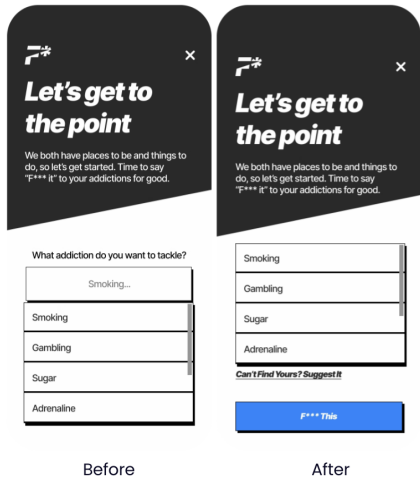 F*
Let's get to
the point
We both have places to be and things to
do, so let's get started. Time to say
"F*** it" to your addictions for good.
What addiction do you want to tackle?
Smoking...
Smoking
Gambling
Sugar
Adrenaline
Before
F*
Let's get to
the point
We both have places to be and things to
do, so let's get started. Time to say
"F*** it" to your addictions for good.
Smoking
Gambling
Sugar
Adrenaline
Can't Find Yours? Suggest It
F*** This
After